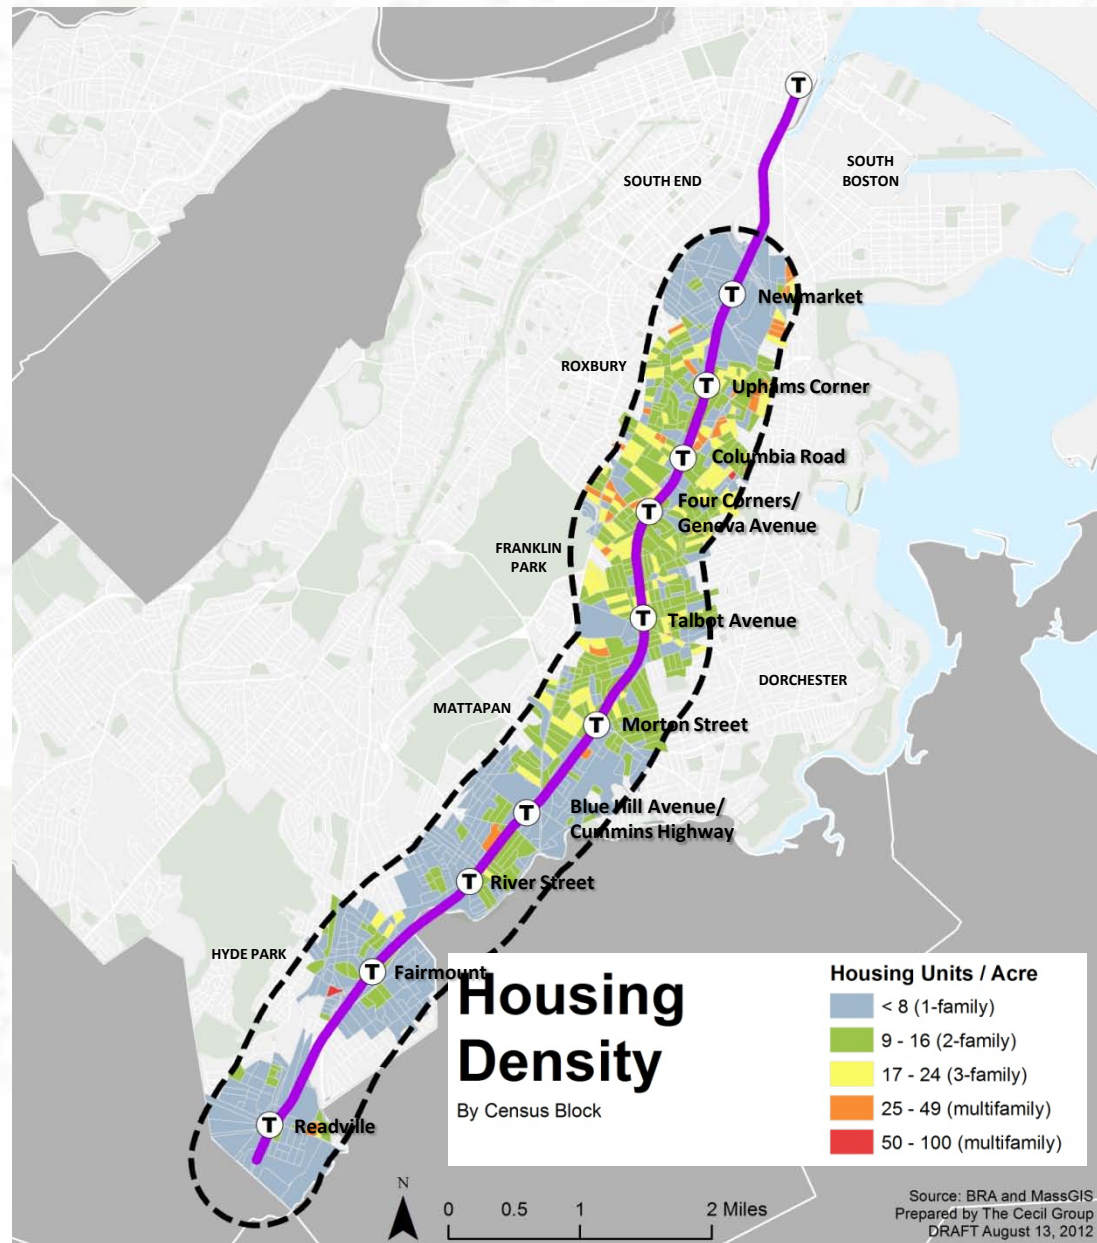 T
SOUTH
BOSTON
SOUTH END
T
Newmarket
ROXBURY
T
Uphams Corner
T
Columbia Road
T
Four Corners/
Geneva Avenue
FRANKLIN
PARK
T
Talbot Avenue
DORCHESTER
MATTAPAN
T
Morton Street
T
Blue Hill Avenue/
Cummins Highway
T
River Street
HYDE PARK
T
Fairmount
T
Readville
Housing
Density
By Census Block
Housing Units / Acre
< 8 (1-family)
9 - 16 (2-family)
17 - 24 (3-family)
25 - 49 (multifamily)
50 - 100 (multifamily)
N
0 0.5 1 2 Miles
Source: BRA and MassGIS
Prepared by The Cecil Group
DRAFT August 13, 2012